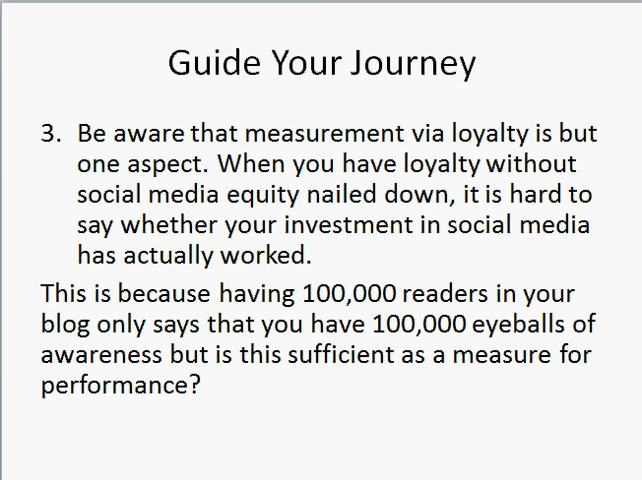 Guide Your Journey
3. Be aware that measurement via loyalty is but
one aspect. When you have loyalty without
social media equity nailed down, it is hard to
say whether your investment in social media
has actually worked.
This is because having 100,000 readers in your
blog only says that you have 100,000 eyeballs of
awareness but is this sufficient as a measure for
performance?